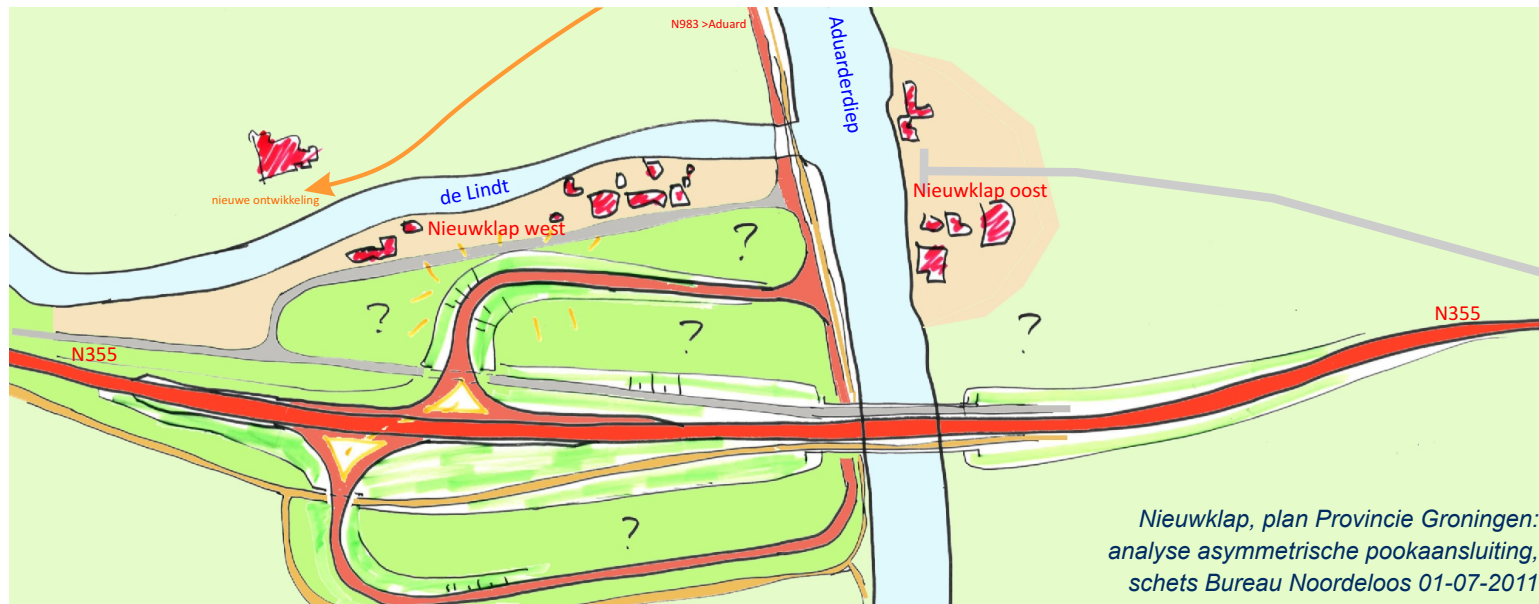 N983 >Aduard
Aduarderdiep
nieuwe ontwikkeling
de Lindt
Nieuwklap west
Nieuwklap oost
?
?
?
?
N355
N355
?
Nieuwklap, plan Provincie Groningen:
analyse asymmetrische pookaansluiting,
schets Bureau Noordeloos 01-07-2011